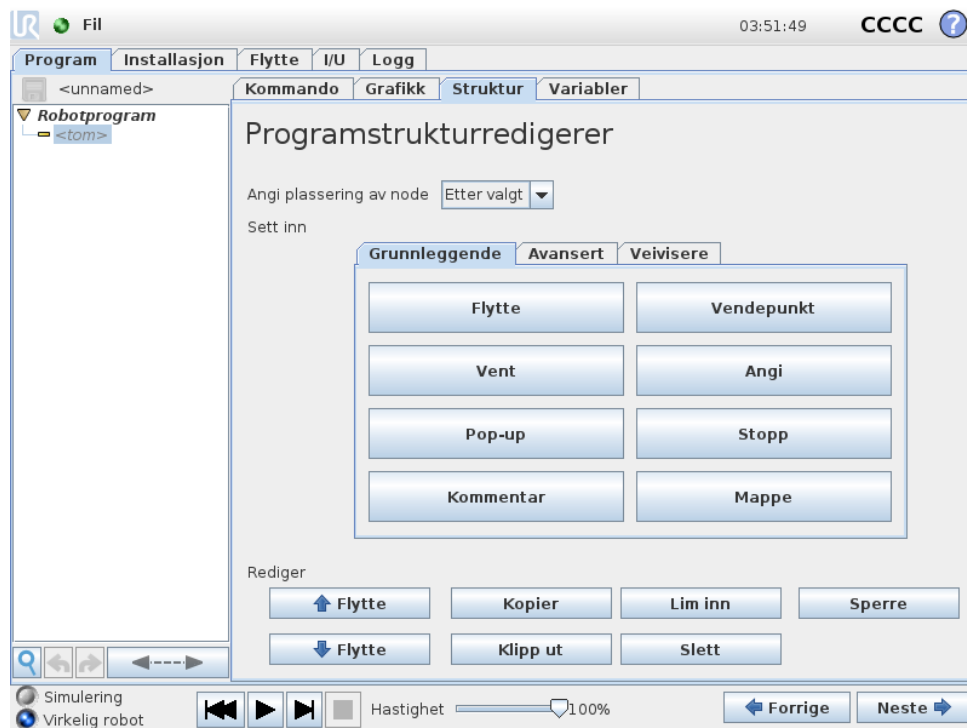 UR Fil 03:51:49 CCCC ?
Program Installasjon Flytte I/U Logg
<unnamed>
Kommando Grafikk Struktur Variabler
Robotprogram
<tom>
Programstrukturredigerer
Angi plassering av node Etter valgt
Sett inn
Grunnleggende Avansert Veivisere
Flytte Vendepunkt
Vent Angi
Pop-up Stopp
Kommentar Mappe
Rediger
Flytte Kopier Lim inn Sperre
Flytte Klipp ut Slett
Simulering
Virkelig robot
Hastighet 100%
Forrige Neste